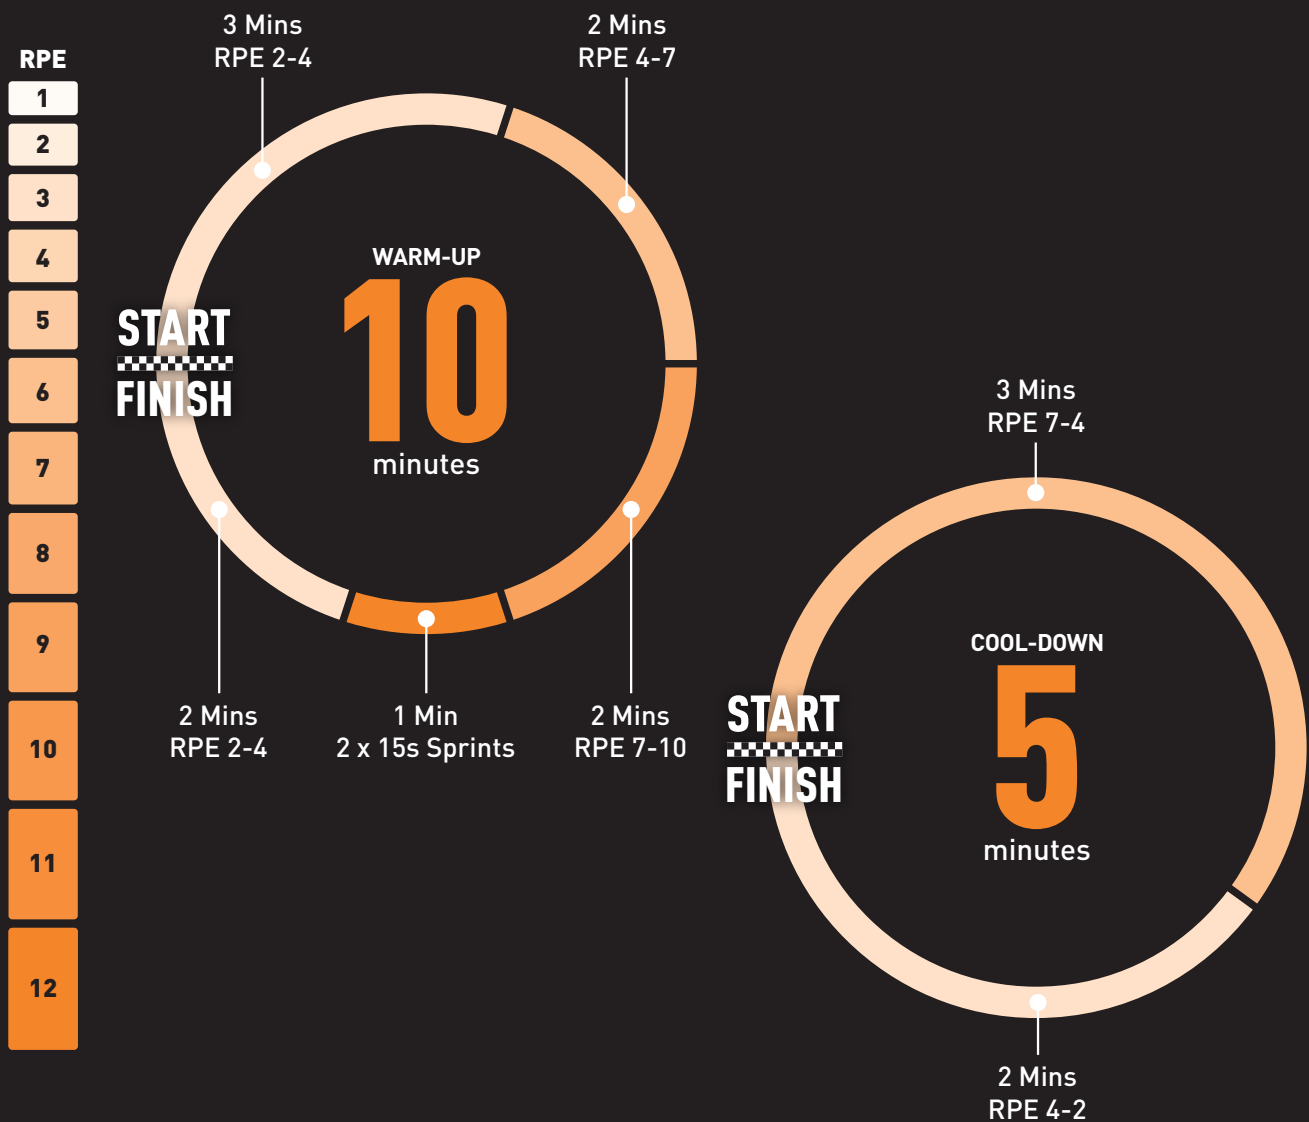 RPE
1
2
3
4
5
6
7
8
9
10
11
12
3 Mins
RPE 2-4
2 Mins
RPE 4-7
WARM-UP
10
minutes
START
FINISH
2 Mins
RPE 2-4
1 Min
2 x 15s Sprints
2 Mins
RPE 7-10
3 Mins
RPE 7-4
COOL-DOWN
5
minutes
START
FINISH
2 Mins
RPE 4-2